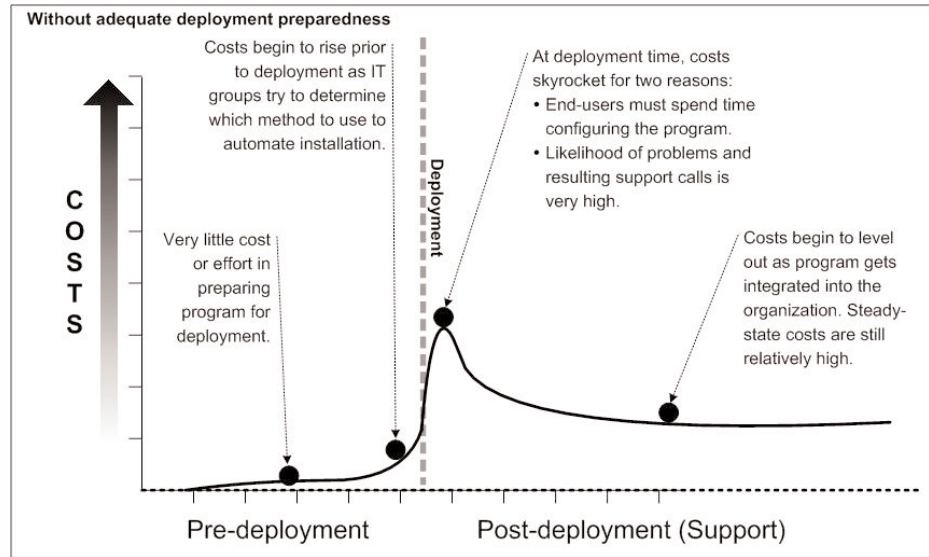 Without adequate deployment preparedness
Costs begin to rise prior
to deployment as IT
groups try to determine
which method to use to
automate installation.
At deployment time, costs
skyrocket for two reasons:
• End-users must spend time
configuring the program.
• Likelihood of problems and
resulting support calls is
very high.
Deployment
COSTS
Very little cost
or effort in
preparing
program for
deployment.
Costs begin to level
out as program gets
integrated into the
organization. Steady-
state costs are still
relatively high.
Pre-deployment
Post-deployment (Support)